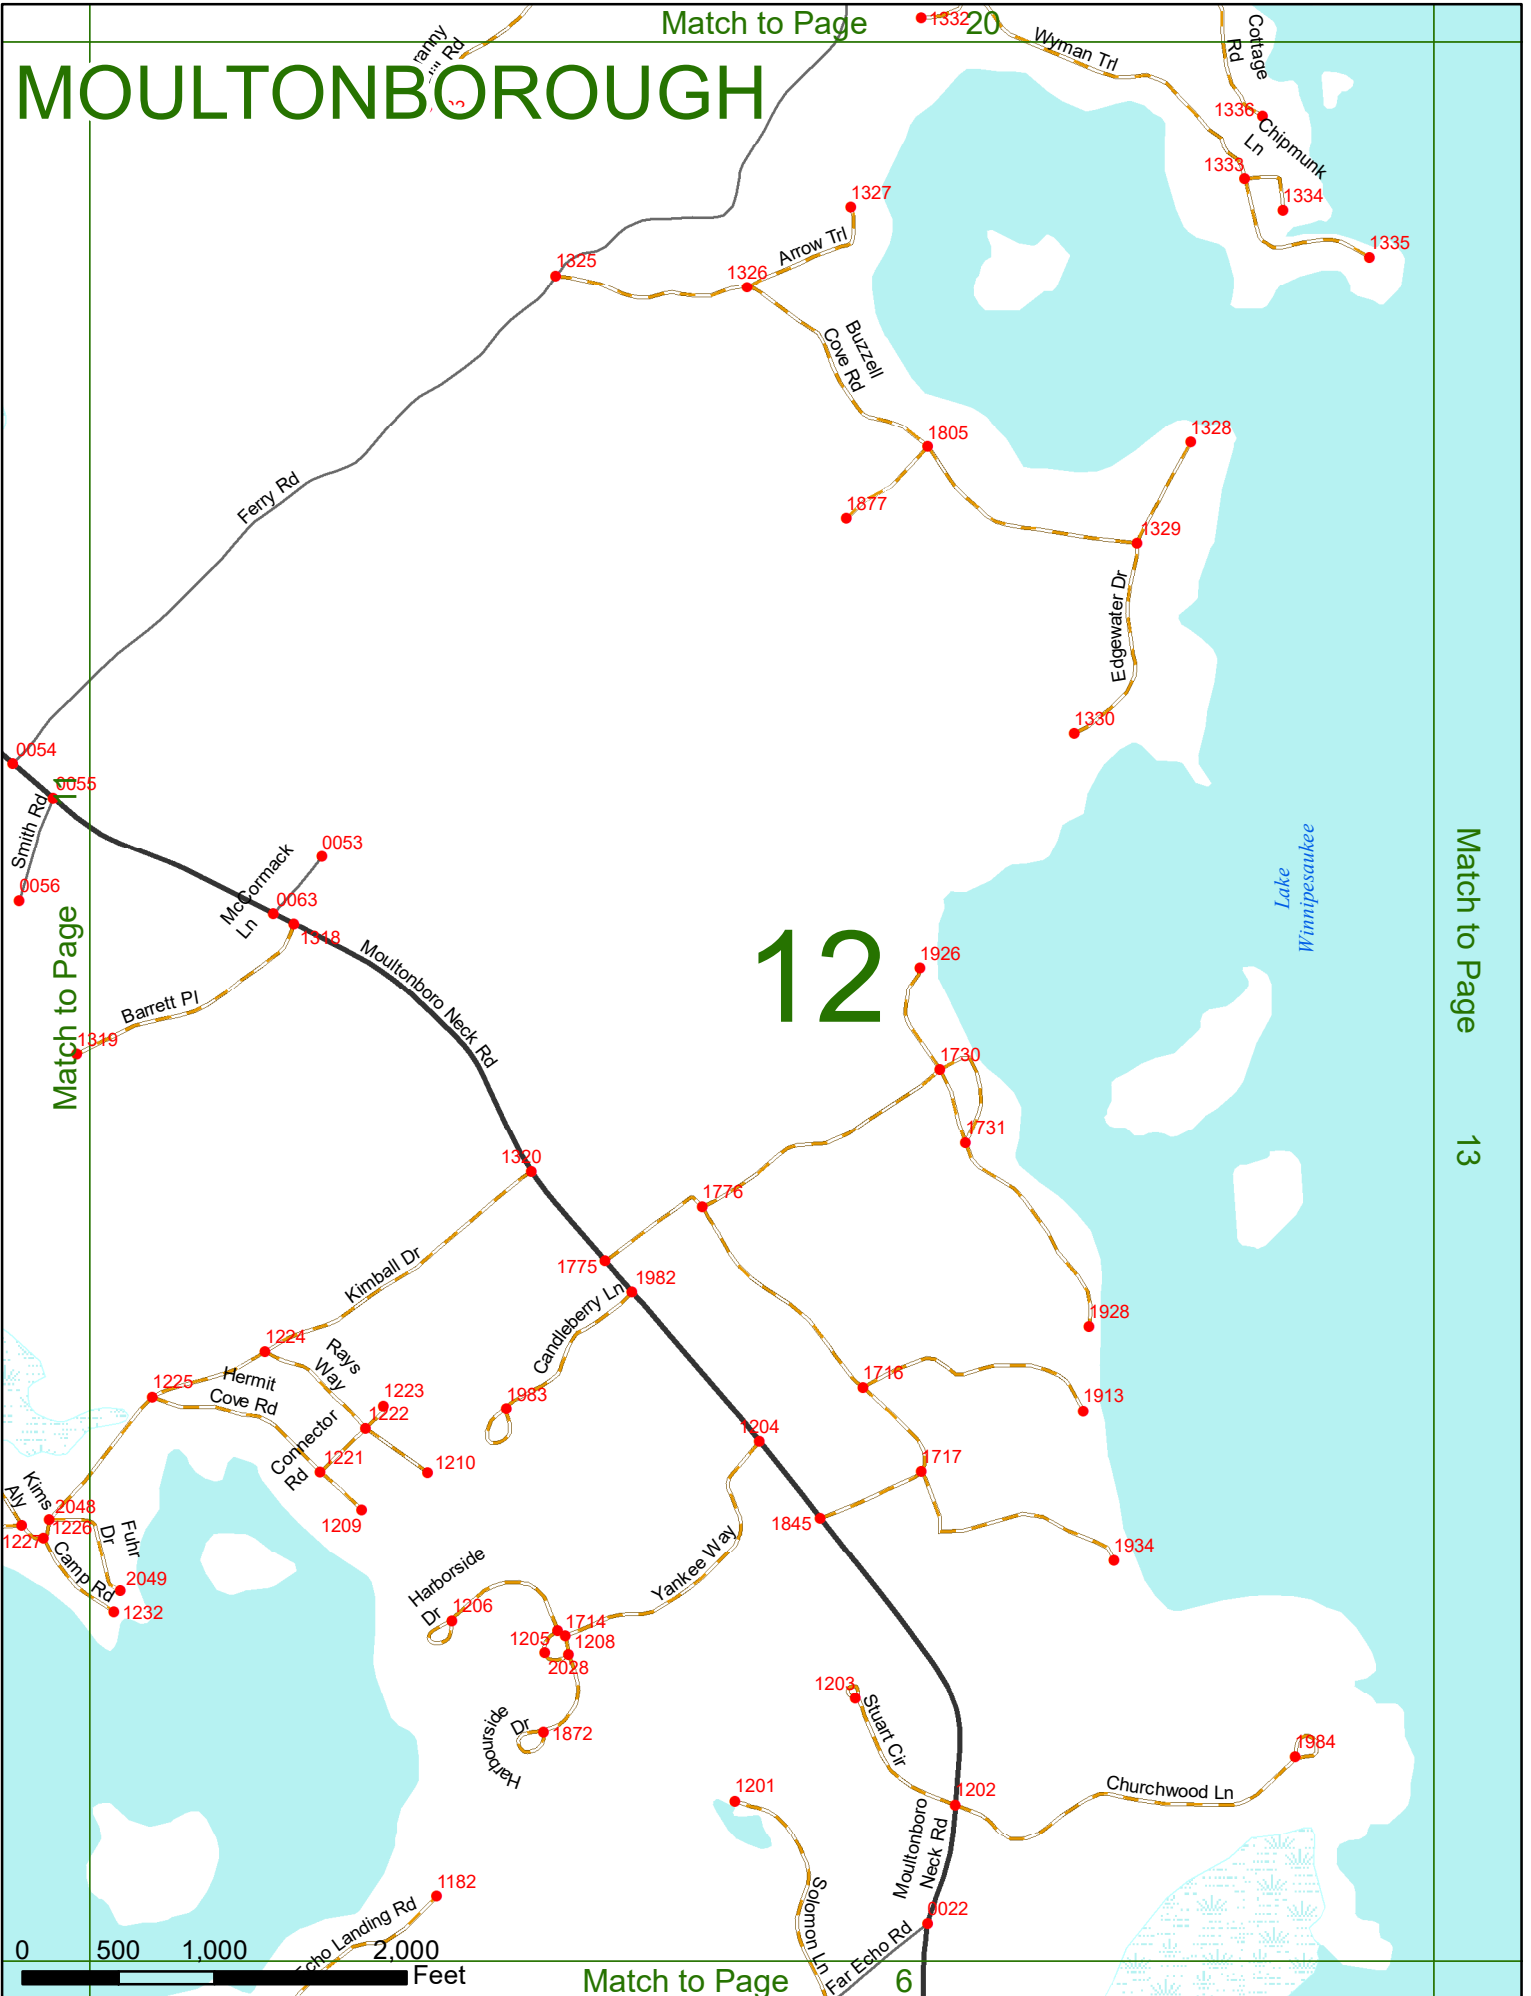 Match to Page 20
1332
Wyman Trl
Cottage
Rd
Rd
MOULTONBOROUGH
1336
Chipmunk
Ln
1333
1334
1335
1327
Arrow Trl
1325
1326
Buzzell
Cove Rd
1805
1328
1877
1329
Ferry Rd
Edgewater Dr
1330
0054
0055
11
Smith Rd
0056
McCormack
Ln
0053
0063
1318
Moultonboro Neck Rd
Barrett Pl
1319
Match to Page
Lake
Winnipesaukee
Match to Page
13
12
1926
1730
1731
1320
1776
1775
1982
Kimball Dr
Candleberry Ln
1928
1224
Rays
Way
1225
Hermit
Cove Rd
1223
1222
1983
1716
1913
Connector
Rd
1221
1210
1204
1717
1209
1845
Kims
Aly
2048
1226
1227
Fuhr
Dr
Camp Rd
2049
1232
1934
Yankee Way
Harborside
Dr
1206
1714
1205
1208
2028
Harbourside
Dr
1872
1203
Stuart Cir
1984
1201
1202
Churchwood Ln
Moultonboro
Neck Rd
Solomon Ln
1182
Echo Landing Rd
0022
Far Echo Rd
0 500 1,000 2,000
Feet
Match to Page 6